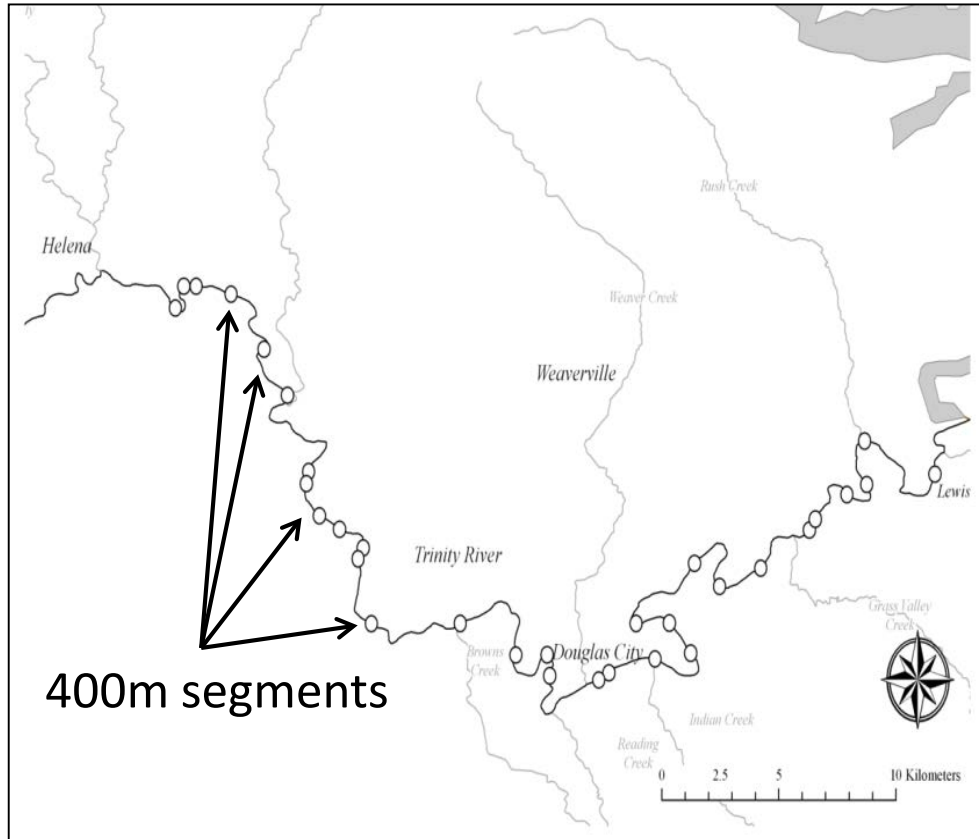 Rush Creek
Helena
Weaver Creek
Weaverville
Lewis
Trinity River
Grass Valley
Creek
Browns
Creek
Douglas City
400m segments
Indian Creek
Reading
Creek
0 2.5 5 10 Kilometers